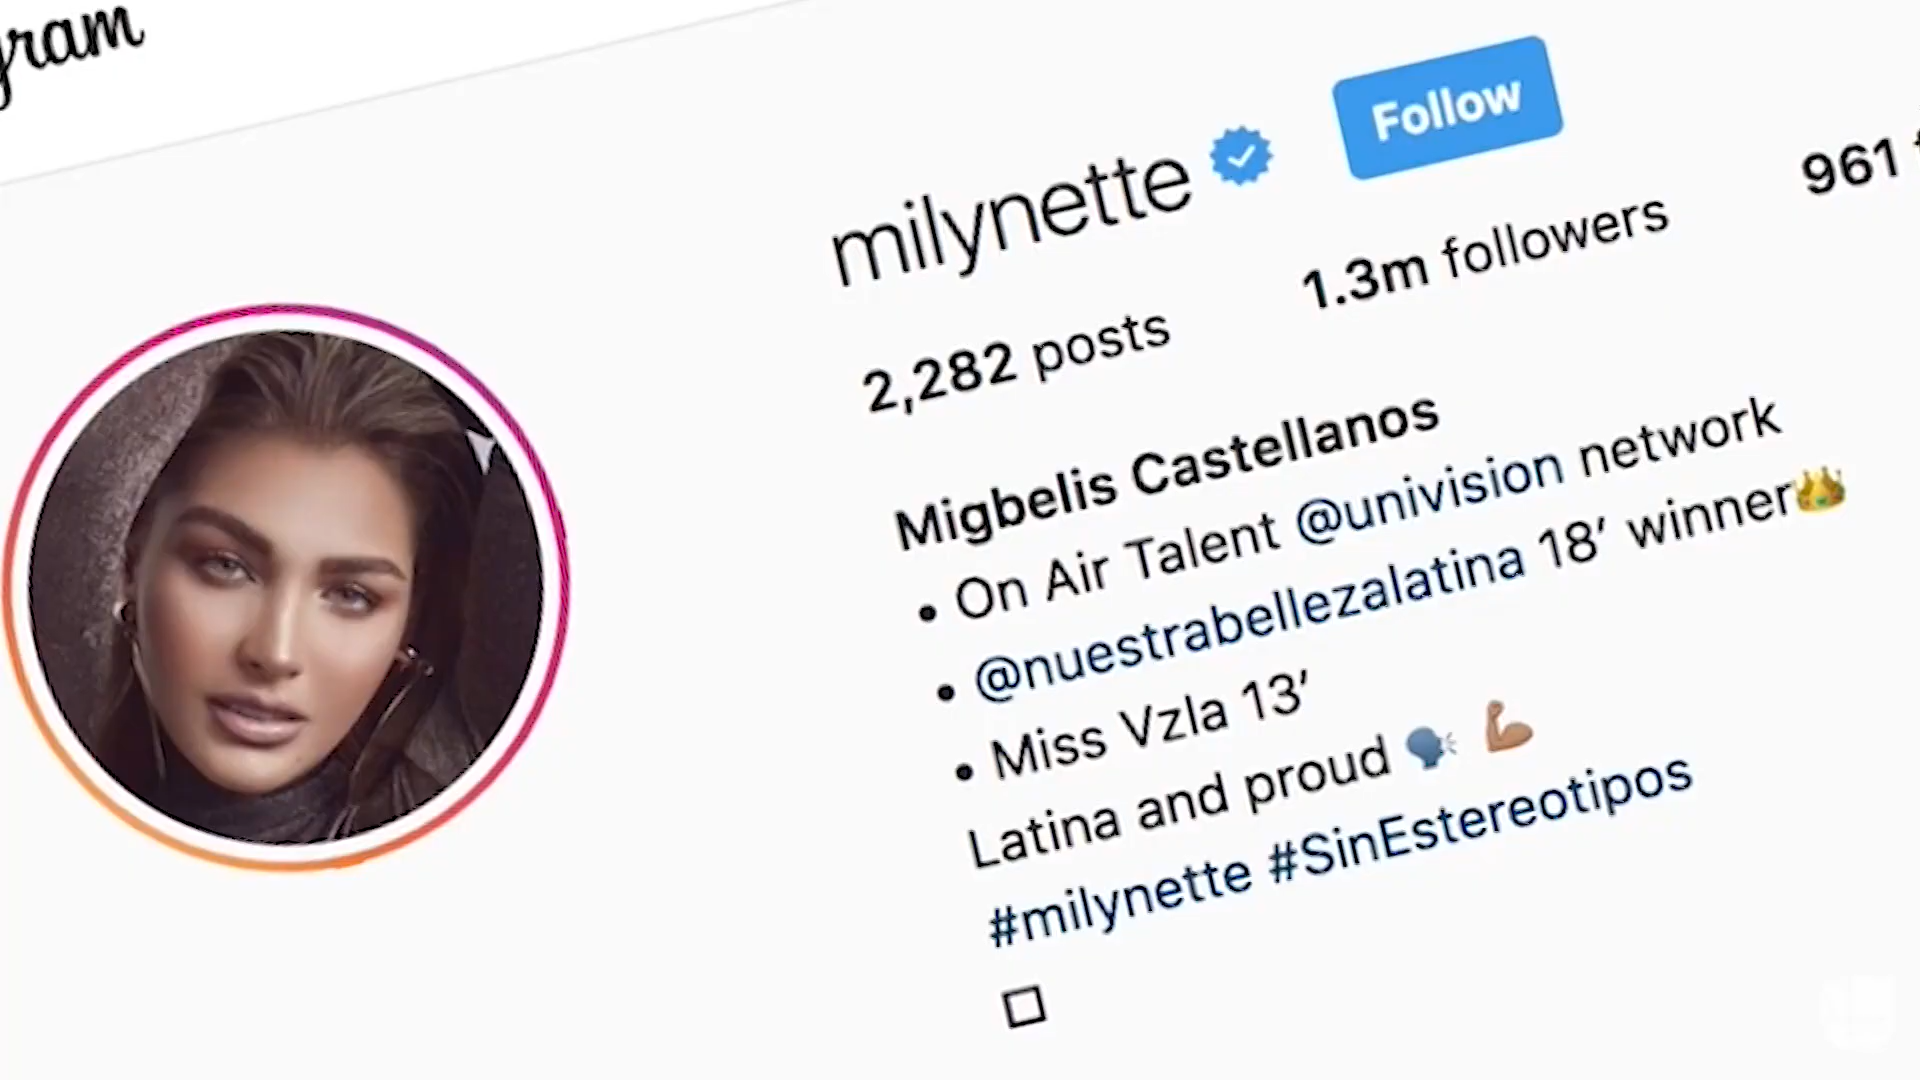 gram
milynette
Follow
2,282 posts
1.3m followers
961
Migbelis Castellanos
• On Air Talent @univision network
• @nuestrabellezalatina 18’ winner👑
• Miss Vzla 13’
Latina and proud 🗣 💪🏽
#milynette #SinEstereotipos